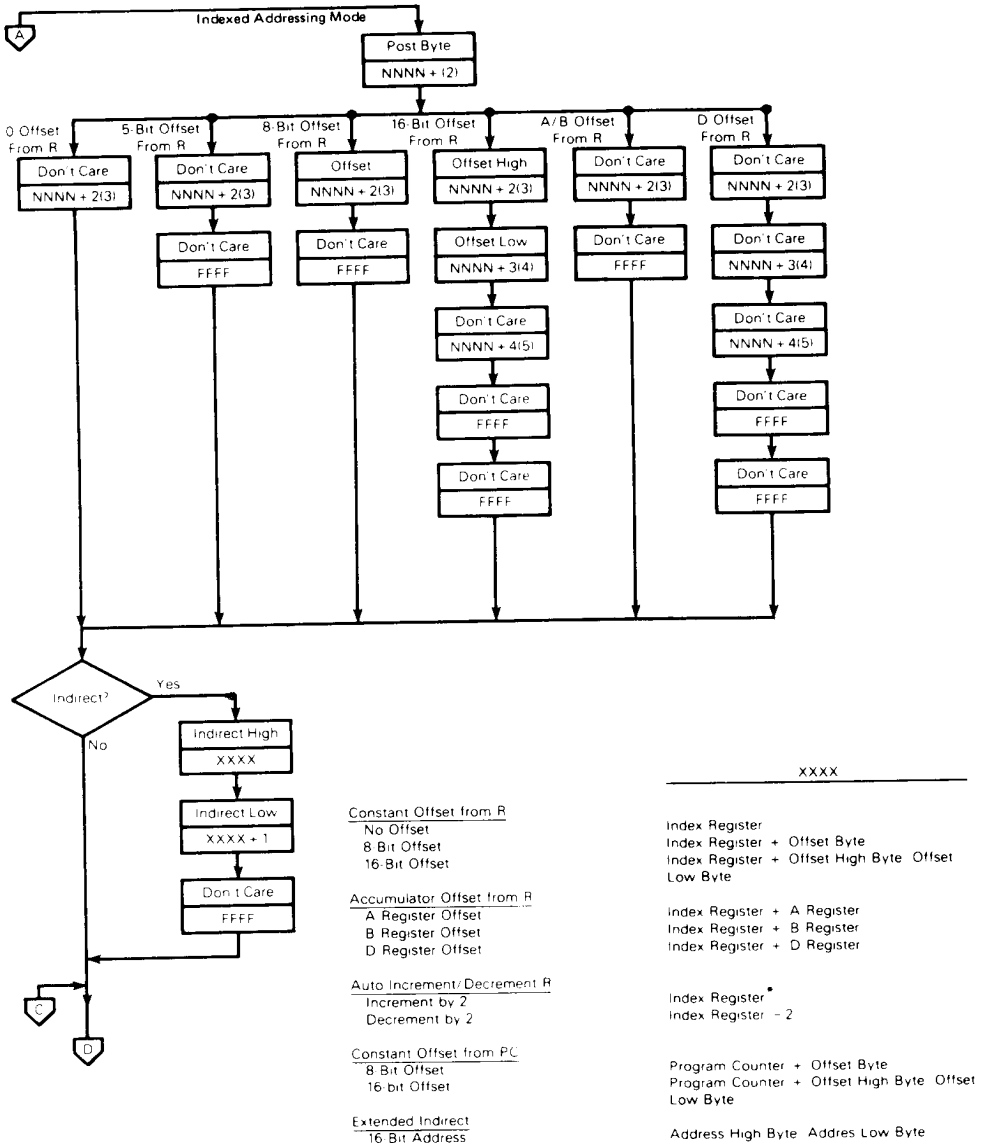 Indexed Addressing Mode
A
Post Byte
NNNN + (2)
0 Offset
From R
5-Bit Offset
From R
8-Bit Offset
From R
16-Bit Offset
From R
A/B Offset
From R
D Offset
From R
Don't Care
NNNN + 2(3)
Don't Care
NNNN + 2(3)
Offset
NNNN + 2(3)
Offset High
NNNN + 2(3)
Don't Care
NNNN + 2(3)
Don't Care
NNNN + 2(3)
Don't Care
FFFF
Don't Care
FFFF
Offset Low
NNNN + 3(4)
Don't Care
FFFF
Don't Care
NNNN + 3(4)
Don't Care
NNNN + 4(5)
Don't Care
NNNN + 4(5)
Don't Care
FFFF
Don't Care
FFFF
Don't Care
FFFF
Don't Care
FFFF
Indirect?
Yes
No
Indirect High
XXXX
Indirect Low
XXXX + 1
Don't Care
FFFF
C
D
XXXX
Constant Offset from R
No Offset
Index Register
8-Bit Offset
Index Register + Offset Byte
16-Bit Offset
Index Register + Offset High Byte Offset
Low Byte
Accumulator Offset from R
A Register Offset
Index Register + A Register
B Register Offset
Index Register + B Register
D Register Offset
Index Register + D Register
Auto Increment/Decrement R
Increment by 2
Index Register*
Decrement by 2
Index Register - 2
Constant Offset from PC
8-Bit Offset
Program Counter + Offset Byte
16-bit Offset
Program Counter + Offset High Byte Offset
Low Byte
Extended Indirect
16-Bit Address
Address High Byte Addres Low Byte